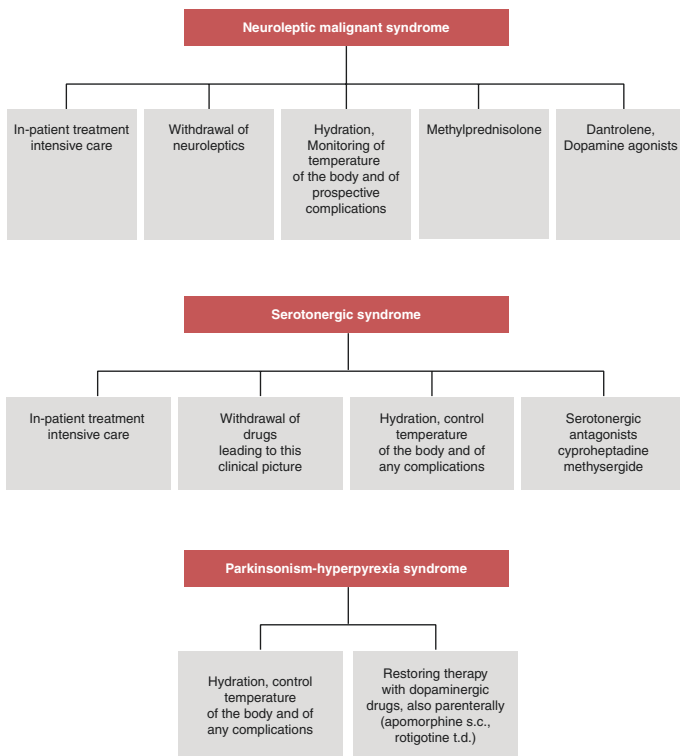 Neuroleptic malignant syndrome
In-patient treatment
intensive care
Withdrawal of
neuroleptics
Hydration,
Monitoring of
temperature
of the body and of
prospective
complications
Methylprednisolone
Dantrolene,
Dopamine agonists
Serotonergic syndrome
In-patient treatment
intensive care
Withdrawal of
drugs
leading to this
clinical picture
Hydration, control
temperature
of the body and of
any complications
Serotonergic
antagonists
cyproheptadine
methysergide
Parkinsonism-hyperpyrexia syndrome
Hydration, control
temperature
of the body and of
any complications
Restoring therapy
with dopaminergic
drugs, also parenterally
(apomorphine s.c.,
rotigotine t.d.)